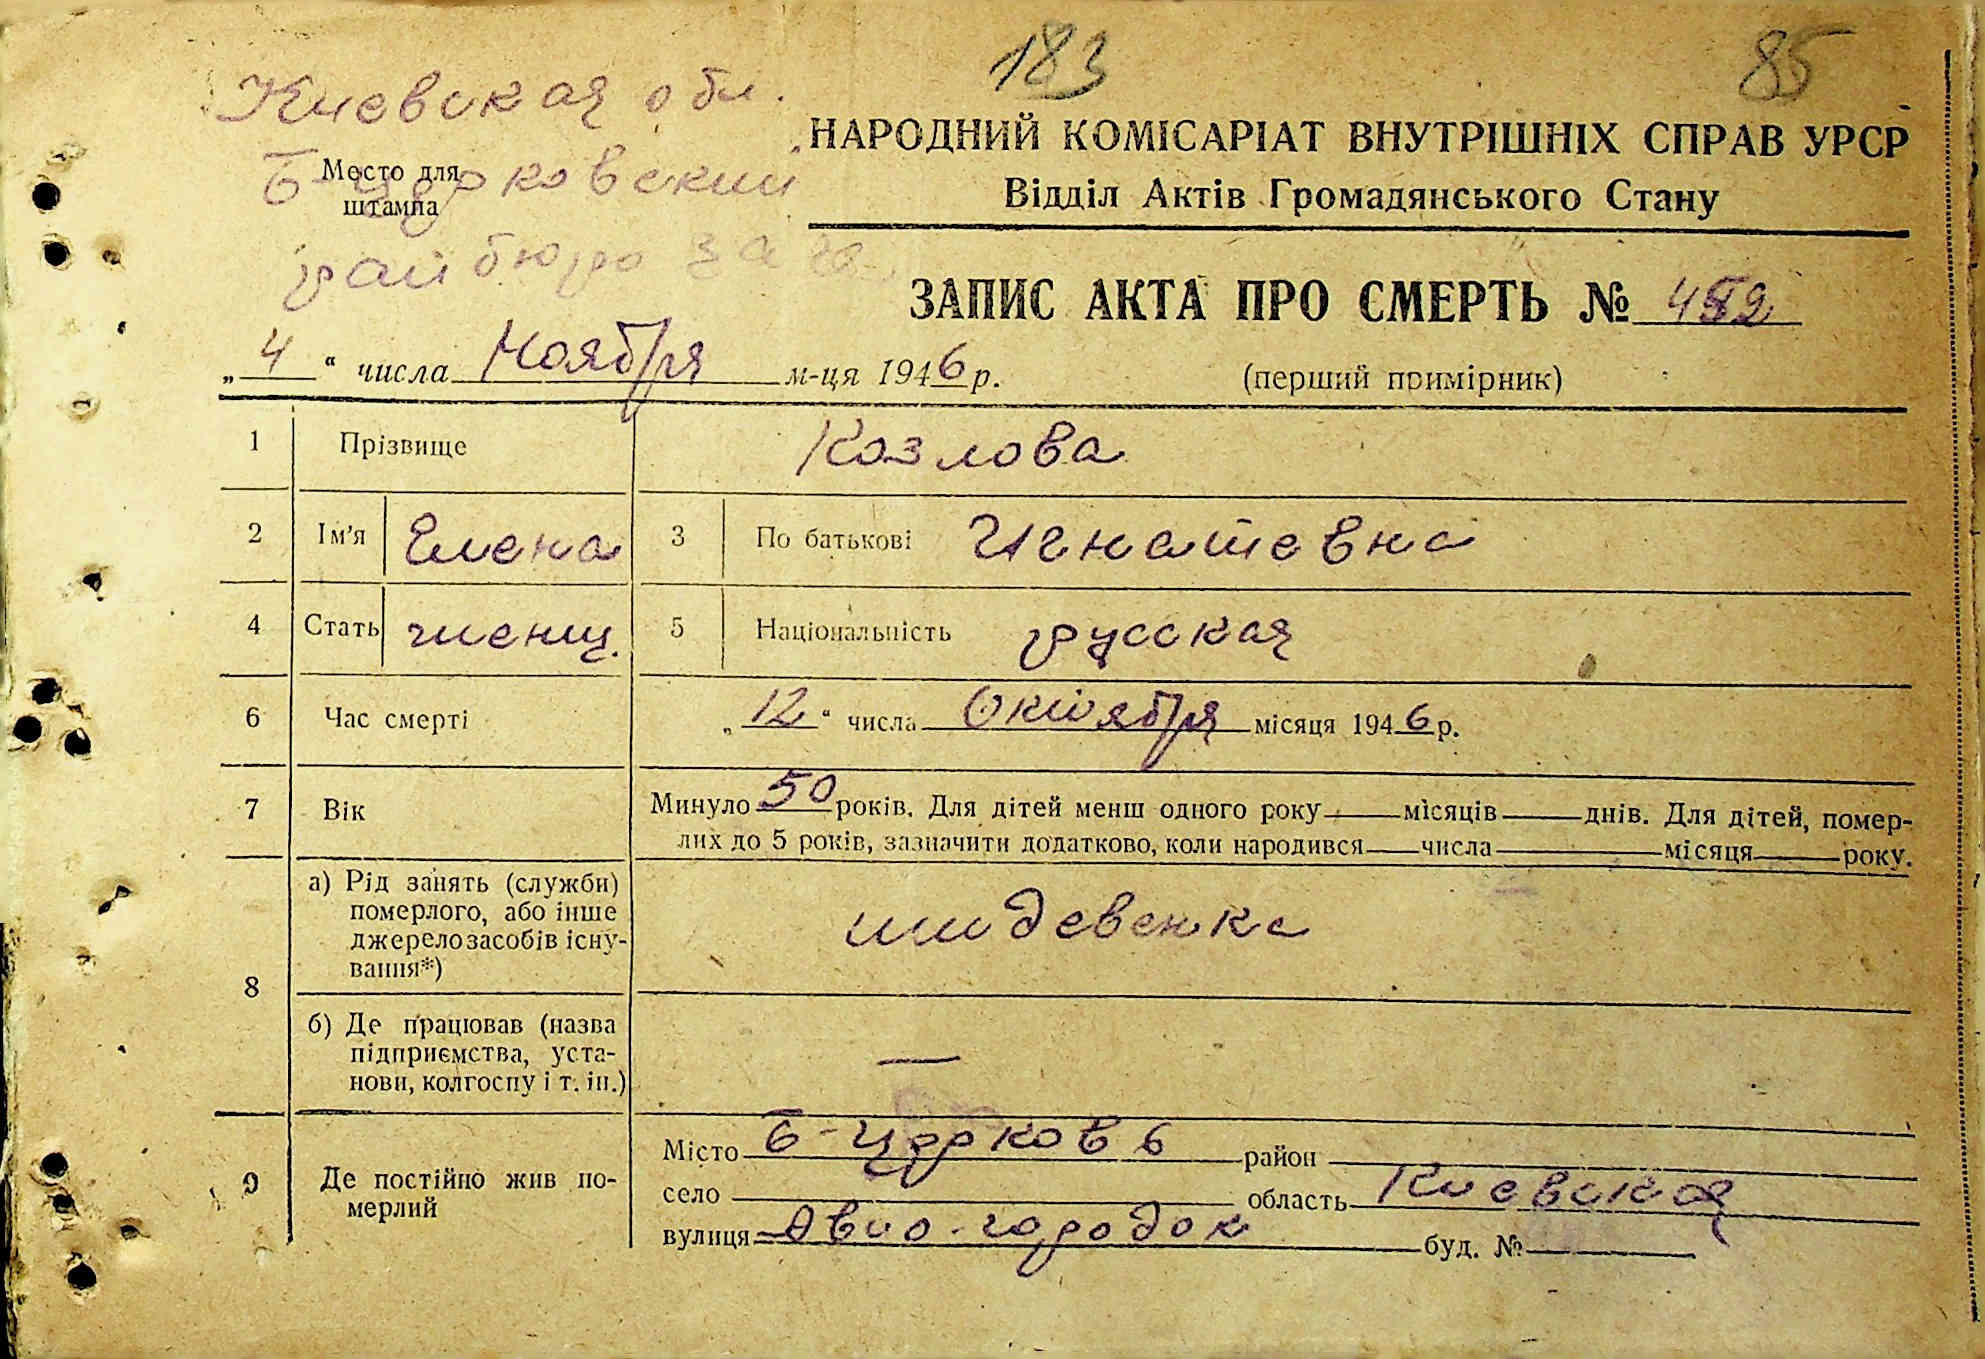 183
85
Киевская обл.
Б-Церковский
райбюро загс
Место для
штампа
НАРОДНИЙ КОМІСАРІАТ ВНУТРІШНІХ СПРАВ УРСР
Відділ Актів Громадянського Стану
ЗАПИС АКТА ПРО СМЕРТЬ №
„ 4 “ числа Ноября м-ця 1946 р.
(перший примірник)
1 Прізвище Козлова
2 Ім'я Елена 3 По батькові Игнатевна
4 Стать женщ. 5 Національність русская
6 Час смерті „ 12 “ числа Октября місяця 1946 р.
7 Вік Минуло 50 років. Для дітей менш одного року — місяців — днів. Для дітей, помер-
лих до 5 років, зазначити додатково, коли народився — числа — місяця — року.
8 а) Рід занять (служби)
померлого, або інше
джерело засобів існу-
вання*)
иждевенка
б) Де працював (назва
підприємства, уста-
нови, колгоспу і т. ін.)
—
9 Де постійно жив по-
мерлий
Місто Б-Церковь район
село область Киевская
вулиця Авио-городок буд. №